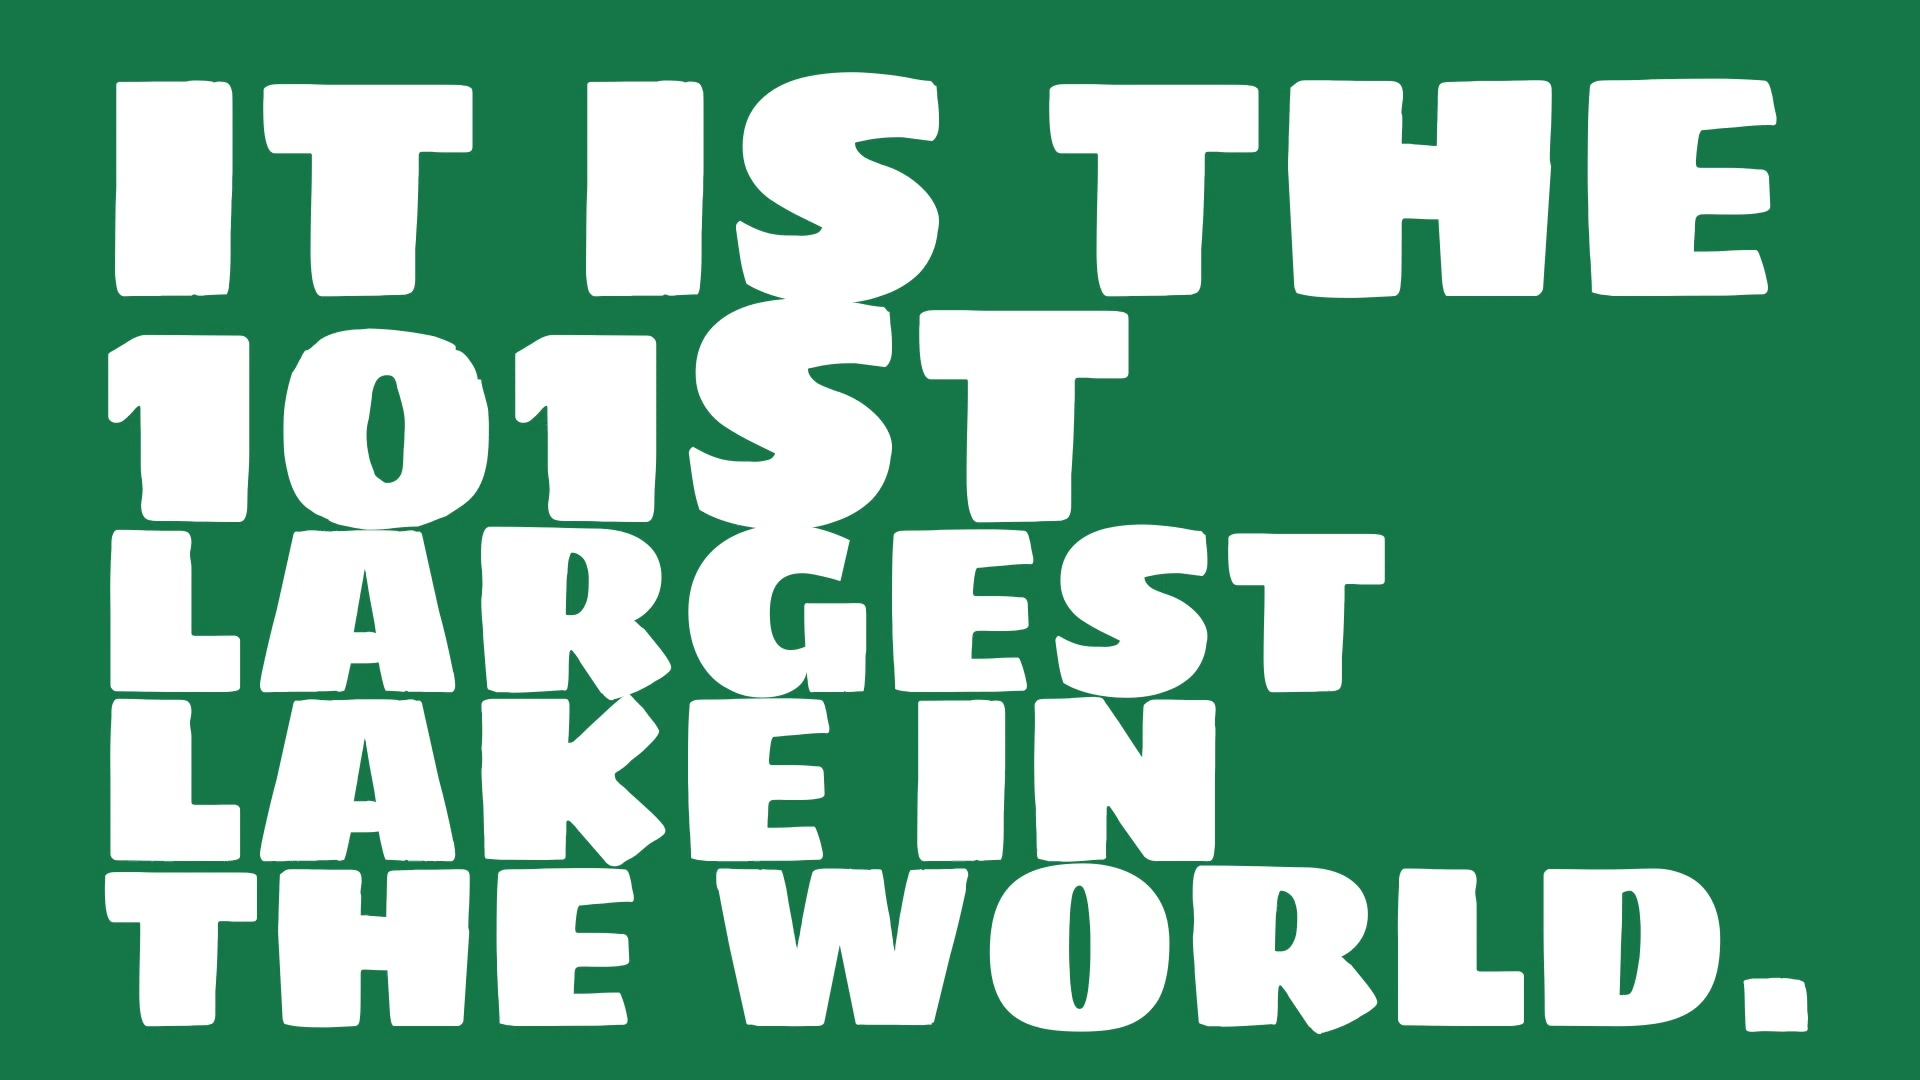 IT IS THE
101ST
LARGEST
LAKE IN
THE WORLD.